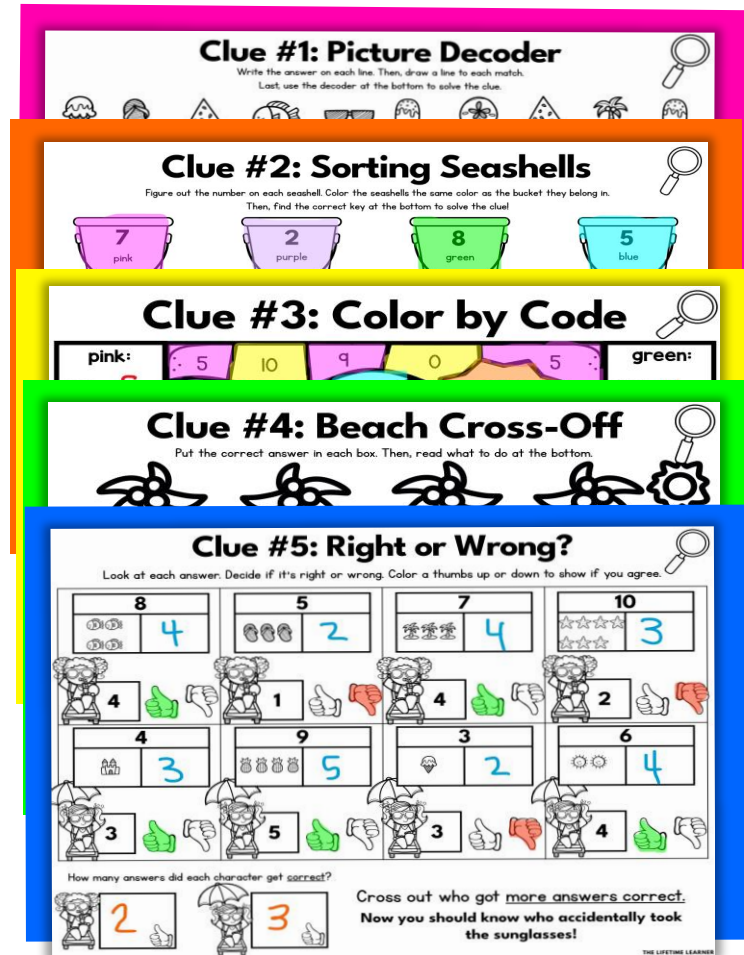 Clue #1: Picture Decoder
Write the answer on each line. Then, draw a line to each match.
Last, use the decoder at the bottom to solve the clue.
Clue #2: Sorting Seashells
Figure out the number on each seashell. Color the seashells the same color as the bucket they belong in.
Then, find the correct key at the bottom to solve the clue!
7 2 8 5
pink purple green blue
Clue #3: Color by Code
pink: 5 10 9 0 5 green:
Clue #4: Beach Cross-Off
Put the correct answer in each box. Then, read what to do at the bottom.
Clue #5: Right or Wrong?
Look at each answer. Decide if it's right or wrong. Color a thumbs up or down to show if you agree.
8 5 7 10
4 2 4 3
4 1 4 2
4 9 3 6
3 5 2 4
3 5 3 4
How many answers did each character get correct?
2 3
Cross out who got more answers correct.
Now you should know who accidentally took
the sunglasses!
THE LIFETIME LEARNER